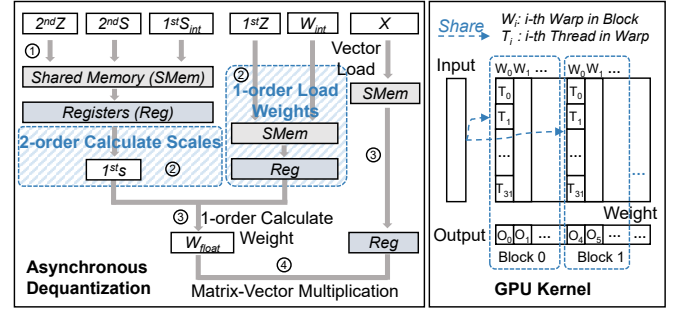 2ndZ 2ndS 1stSint 1stZ Wint X
①
Vector
Load
Shared Memory (SMem)
Registers (Reg)
2-order Calculate Scales
1sts
②
②
1-order Load
Weights
SMem
Reg
SMem
③
③
1-order Calculate
Weight
Wfloat
Reg
④
Asynchronous
Dequantization
Matrix-Vector Multiplication
Share
Wi: i-th Warp in Block
Ti : i-th Thread in Warp
Input
W0 W1 ...
W0 W1 ...
T0
T0
T1
T1
...
...
T31
T31
...
Weight
Output
O0 O1 ...
O4 O5 ... ...
Block 0
Block 1
GPU Kernel